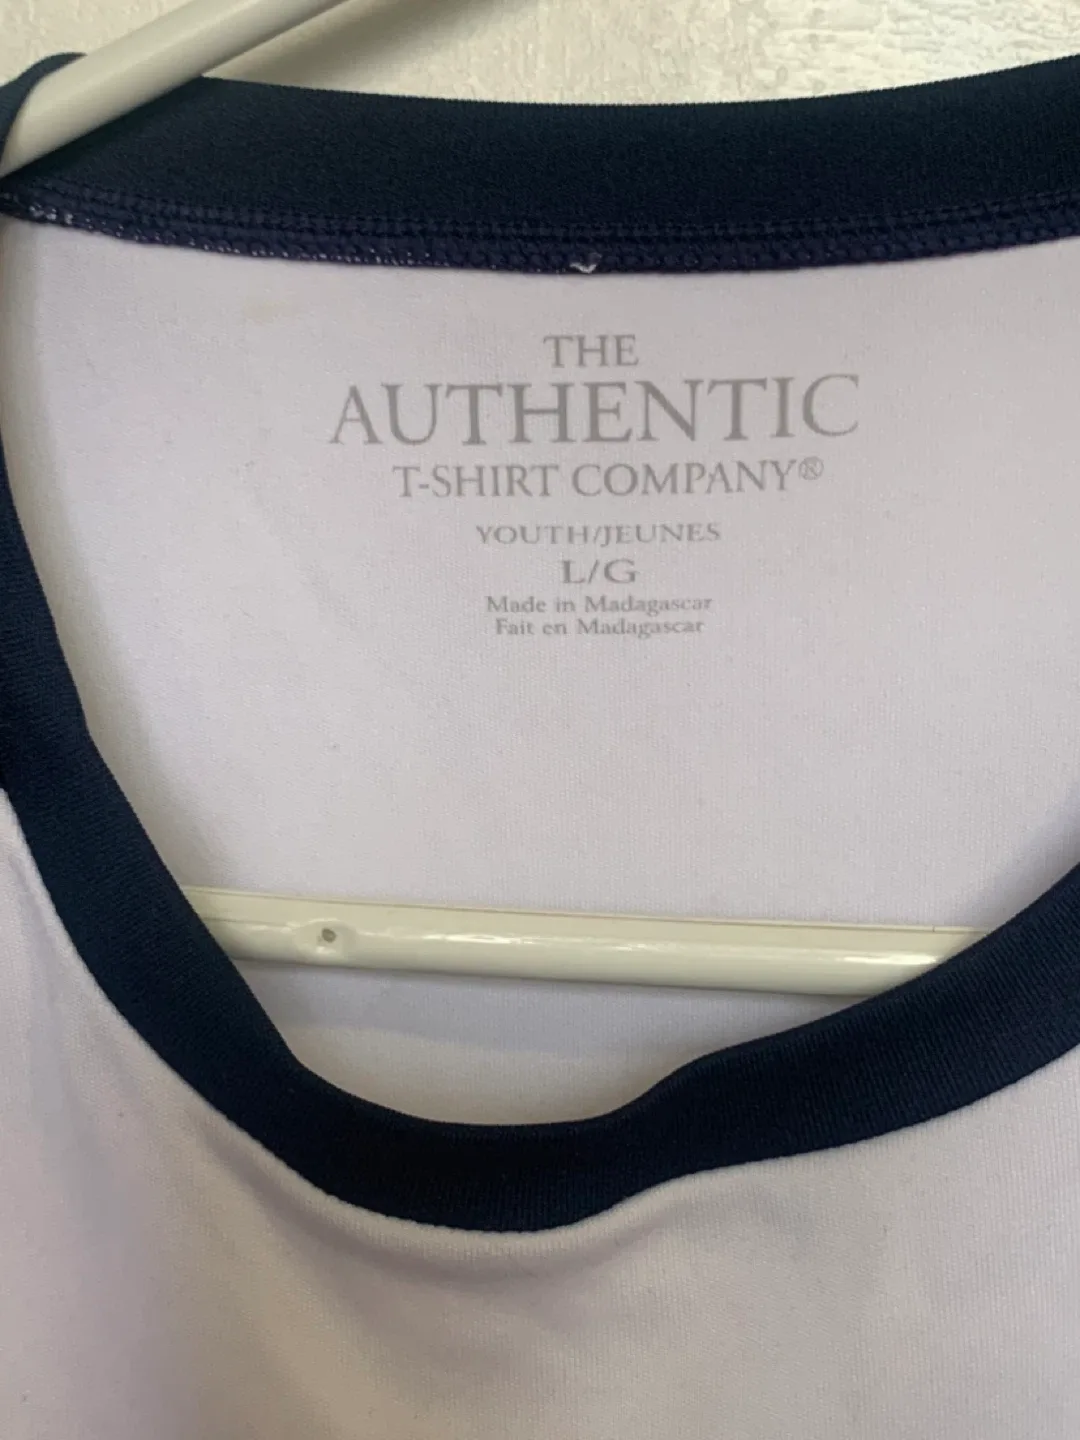 THE
AUTHENTIC
T-SHIRT COMPANY®
YOUTH/JEUNES
L/G
Made in Madagascar
Fait en Madagascar